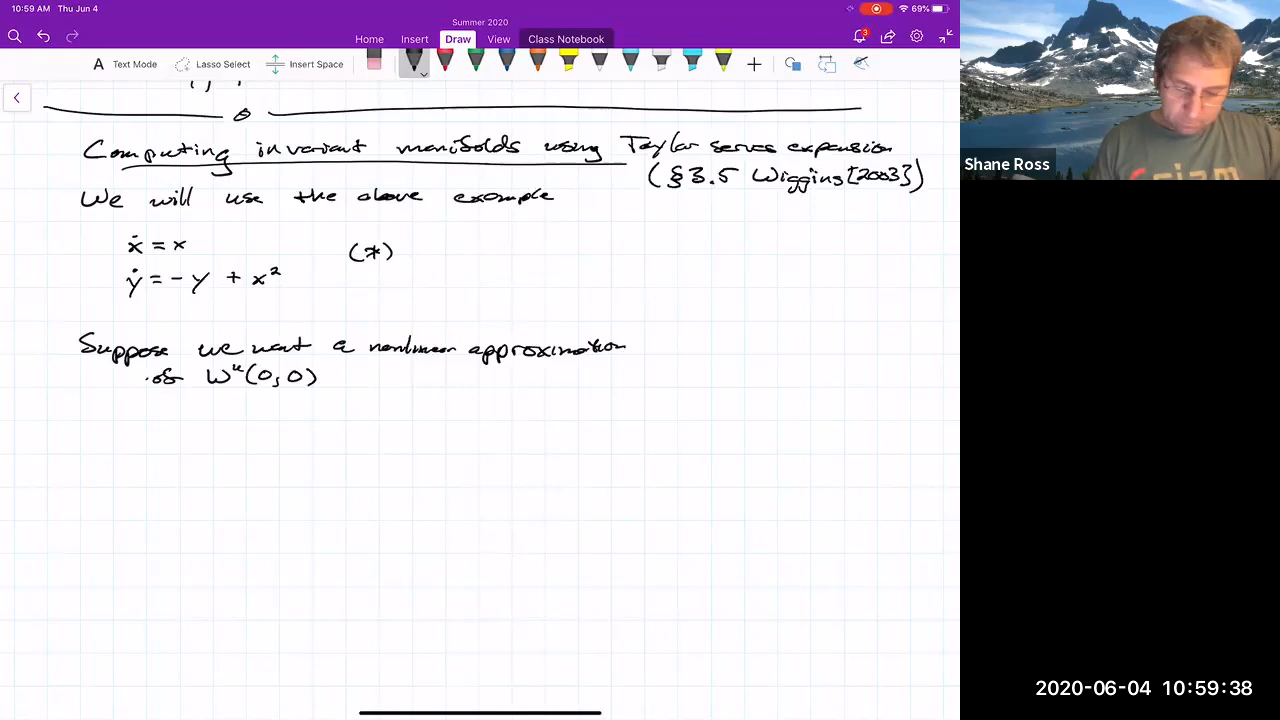 10:59 AM Thu Jun 4
69%
Summer 2020
Home Insert Draw View Class Notebook
3
A Text Mode Lasso Select Insert Space
Computing invariant manifolds using Taylor series expansion
(§ 3.5 Wiggins [2003])
We will use the above example
ẋ = x
(*)
ẏ = - y + x²
Suppose we want a nonlinear approximation
of Wᵘ(0,0)
Shane Ross
2020-06-04 10:59:38